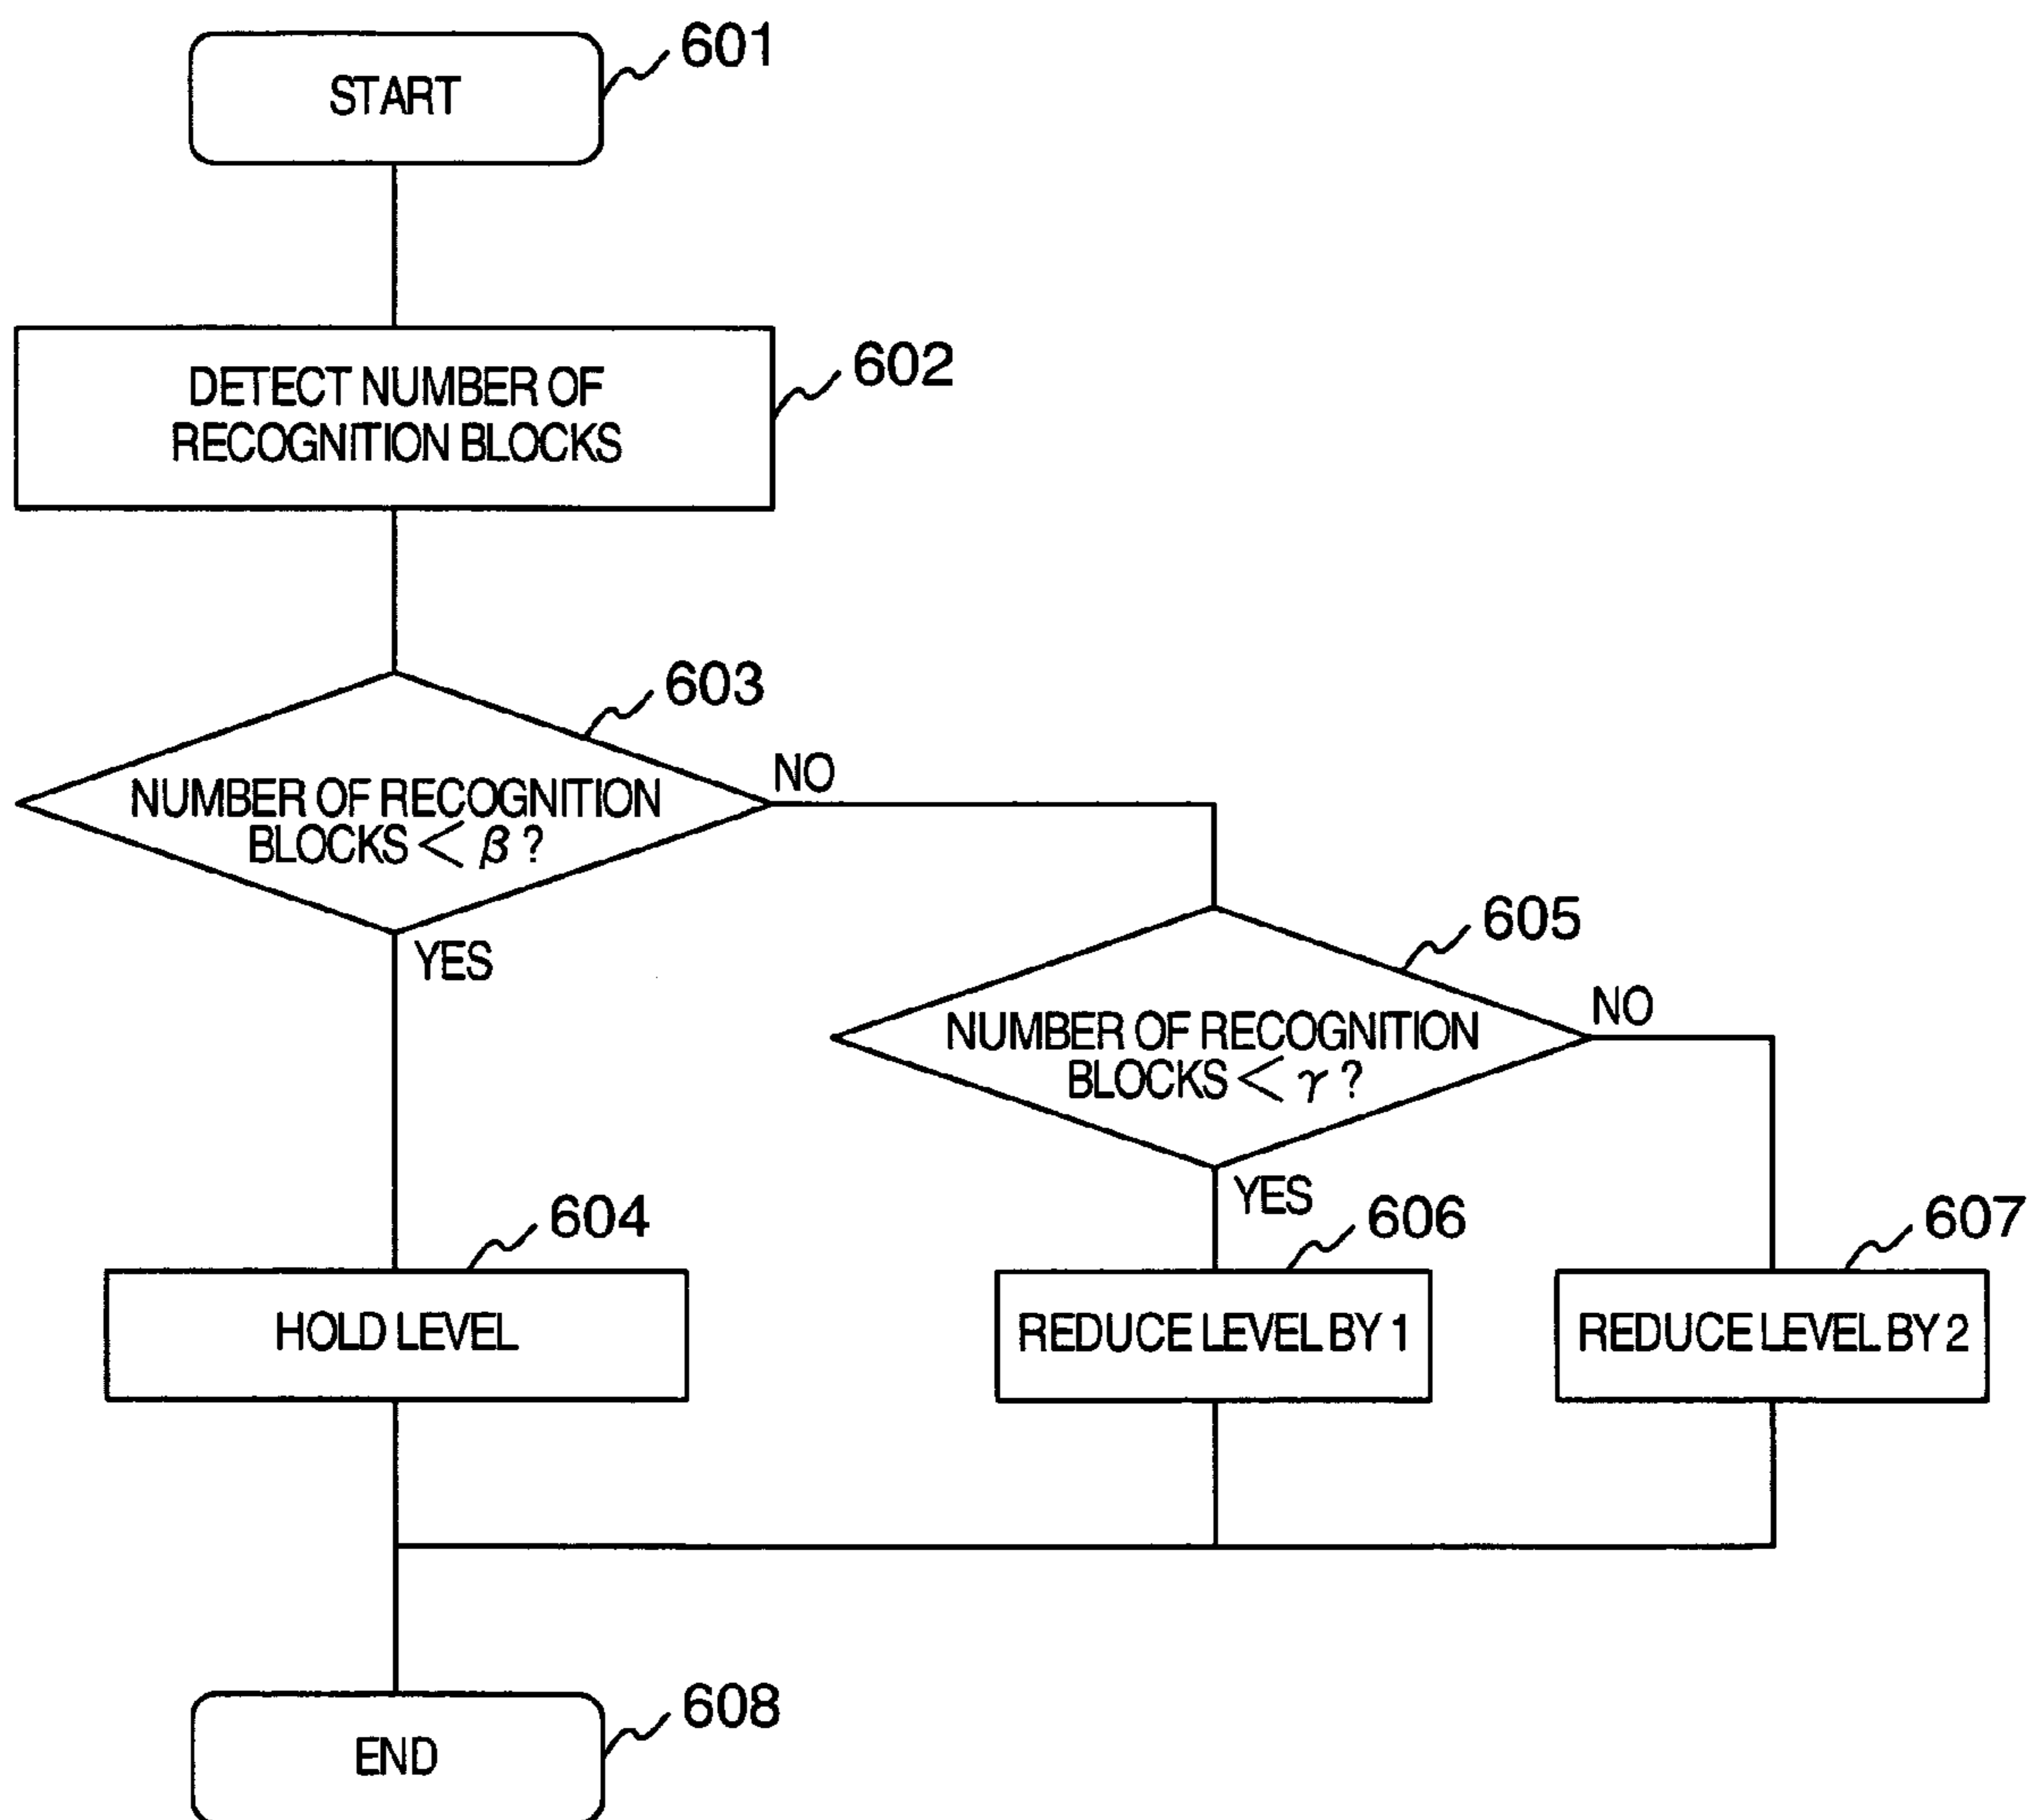 START
601
DETECT NUMBER OF
RECOGNITION BLOCKS
602
603
NUMBER OF RECOGNITION
BLOCKS < β ?
NO
YES
605
NUMBER OF RECOGNITION
BLOCKS < γ ?
NO
YES
604
HOLD LEVEL
606
REDUCE LEVEL BY 1
607
REDUCE LEVEL BY 2
608
END